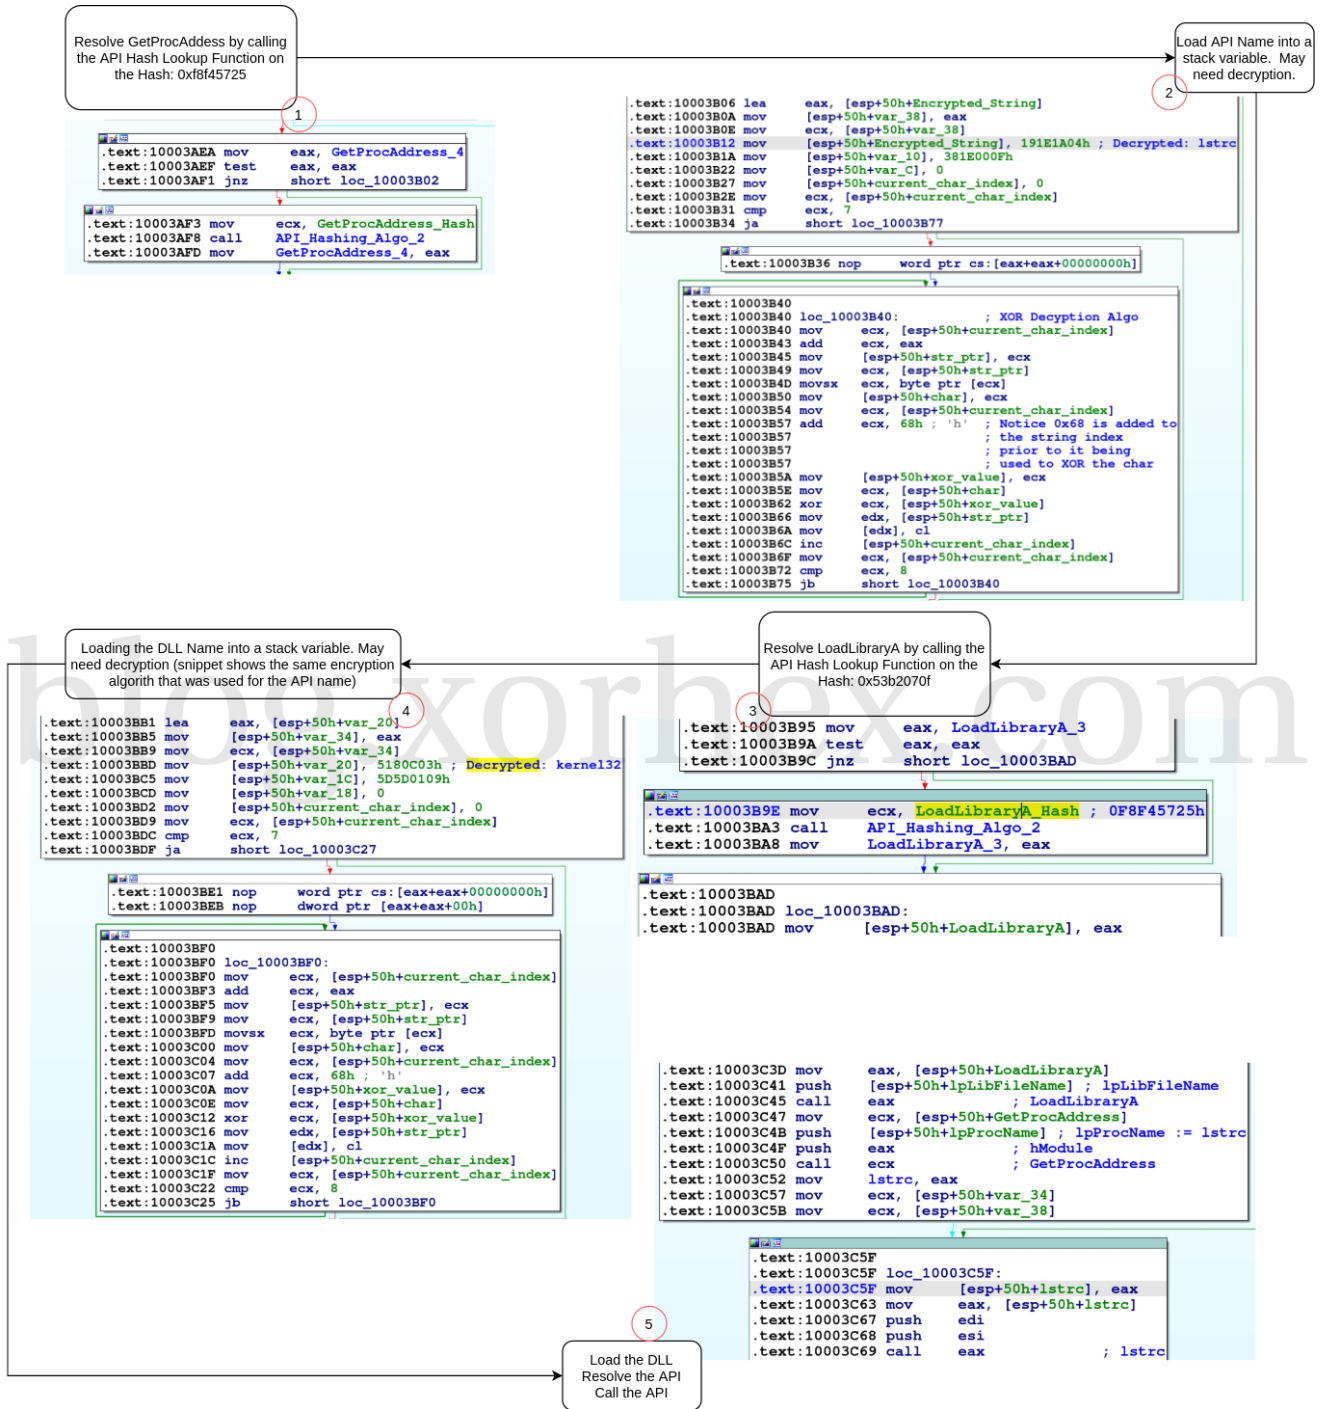 Resolve GetProcAddess by calling
the API Hash Lookup Function on
the Hash: 0xf8f45725
1
.text:10003AEA mov eax, GetProcAddress_4
.text:10003AEF test eax, eax
.text:10003AF1 jnz short loc_10003B02
.text:10003AF3 mov ecx, GetProcAddress_Hash
.text:10003AF8 call API_Hashing_Algo_2
.text:10003AFD mov GetProcAddress_4, eax
Load API Name into a
stack variable. May
need decryption.
2
.text:10003B06 lea eax, [esp+50h+Encrypted_String]
.text:10003B0A mov [esp+50h+var_38], eax
.text:10003B0E mov ecx, [esp+50h+var_38]
.text:10003B12 mov [esp+50h+Encrypted_String], 191E1A04h ; Decrypted: lstrc
.text:10003B1A mov [esp+50h+var_10], 381E000Fh
.text:10003B22 mov [esp+50h+var_C], 0
.text:10003B27 mov [esp+50h+current_char_index], 0
.text:10003B2E mov ecx, [esp+50h+current_char_index]
.text:10003B31 cmp ecx, 7
.text:10003B34 ja short loc_10003B77
.text:10003B36 nop word ptr cs:[eax+eax+00000000h]
.text:10003B40
.text:10003B40 loc_10003B40: ; XOR Decyption Algo
.text:10003B40 mov ecx, [esp+50h+current_char_index]
.text:10003B43 add ecx, eax
.text:10003B45 mov [esp+50h+str_ptr], ecx
.text:10003B49 mov ecx, [esp+50h+str_ptr]
.text:10003B4D movsx ecx, byte ptr [ecx]
.text:10003B50 mov [esp+50h+char], ecx
.text:10003B54 mov ecx, [esp+50h+current_char_index]
.text:10003B57 add ecx, 68h ; 'h' ; Notice 0x68 is added to
.text:10003B57 ; the string index
.text:10003B57 ; prior to it being
.text:10003B57 ; used to XOR the char
.text:10003B5A mov [esp+50h+xor_value], ecx
.text:10003B5E mov ecx, [esp+50h+char]
.text:10003B62 xor ecx, [esp+50h+xor_value]
.text:10003B66 mov edx, [esp+50h+str_ptr]
.text:10003B6A mov [edx], cl
.text:10003B6C inc [esp+50h+current_char_index]
.text:10003B6F mov ecx, [esp+50h+current_char_index]
.text:10003B72 cmp ecx, 8
.text:10003B75 jb short loc_10003B40
Resolve LoadLibraryA by calling the
API Hash Lookup Function on the
Hash: 0x53b2070f
3
.text:10003B95 mov eax, LoadLibraryA_3
.text:10003B9A test eax, eax
.text:10003B9C jnz short loc_10003BAD
.text:10003B9E mov ecx, LoadLibraryA_Hash ; 0F8F45725h
.text:10003BA3 call API_Hashing_Algo_2
.text:10003BA8 mov LoadLibraryA_3, eax
.text:10003BAD
.text:10003BAD loc_10003BAD:
.text:10003BAD mov [esp+50h+LoadLibraryA], eax
Loading the DLL Name into a stack variable. May
need decryption (snippet shows the same encryption
algorith that was used for the API name)
4
.text:10003BB1 lea eax, [esp+50h+var_20]
.text:10003BB5 mov [esp+50h+var_34], eax
.text:10003BB9 mov ecx, [esp+50h+var_34]
.text:10003BBD mov [esp+50h+var_20], 5180C03h ; Decrypted: kernel32
.text:10003BC5 mov [esp+50h+var_1C], 5D5D0109h
.text:10003BCD mov [esp+50h+var_18], 0
.text:10003BD2 mov [esp+50h+current_char_index], 0
.text:10003BD9 mov ecx, [esp+50h+current_char_index]
.text:10003BDC cmp ecx, 7
.text:10003BDF ja short loc_10003C27
.text:10003BE1 nop word ptr cs:[eax+eax+00000000h]
.text:10003BEB nop dword ptr [eax+eax+00h]
.text:10003BF0
.text:10003BF0 loc_10003BF0:
.text:10003BF0 mov ecx, [esp+50h+current_char_index]
.text:10003BF3 add ecx, eax
.text:10003BF5 mov [esp+50h+str_ptr], ecx
.text:10003BF9 mov ecx, [esp+50h+str_ptr]
.text:10003BFD movsx ecx, byte ptr [ecx]
.text:10003C00 mov [esp+50h+char], ecx
.text:10003C04 mov ecx, [esp+50h+current_char_index]
.text:10003C07 add ecx, 68h ; 'h'
.text:10003C0A mov [esp+50h+xor_value], ecx
.text:10003C0E mov ecx, [esp+50h+char]
.text:10003C12 xor ecx, [esp+50h+xor_value]
.text:10003C16 mov edx, [esp+50h+str_ptr]
.text:10003C1A mov [edx], cl
.text:10003C1C inc [esp+50h+current_char_index]
.text:10003C1F mov ecx, [esp+50h+current_char_index]
.text:10003C22 cmp ecx, 8
.text:10003C25 jb short loc_10003BF0
.text:10003C3D mov eax, [esp+50h+LoadLibraryA]
.text:10003C41 push [esp+50h+lpLibFileName] ; lpLibFileName
.text:10003C45 call eax ; LoadLibraryA
.text:10003C47 mov ecx, [esp+50h+GetProcAddress]
.text:10003C4B push [esp+50h+lpProcName] ; lpProcName := lstrc
.text:10003C4F push eax ; hModule
.text:10003C50 call ecx ; GetProcAddress
.text:10003C52 mov lstrc, eax
.text:10003C57 mov ecx, [esp+50h+var_34]
.text:10003C5B mov ecx, [esp+50h+var_38]
.text:10003C5F
.text:10003C5F loc_10003C5F:
.text:10003C5F mov [esp+50h+lstrc], eax
.text:10003C63 mov eax, [esp+50h+lstrc]
.text:10003C67 push edi
.text:10003C68 push esi
.text:10003C69 call eax ; lstrc
5
Load the DLL
Resolve the API
Call the API
blog.xorhex.com